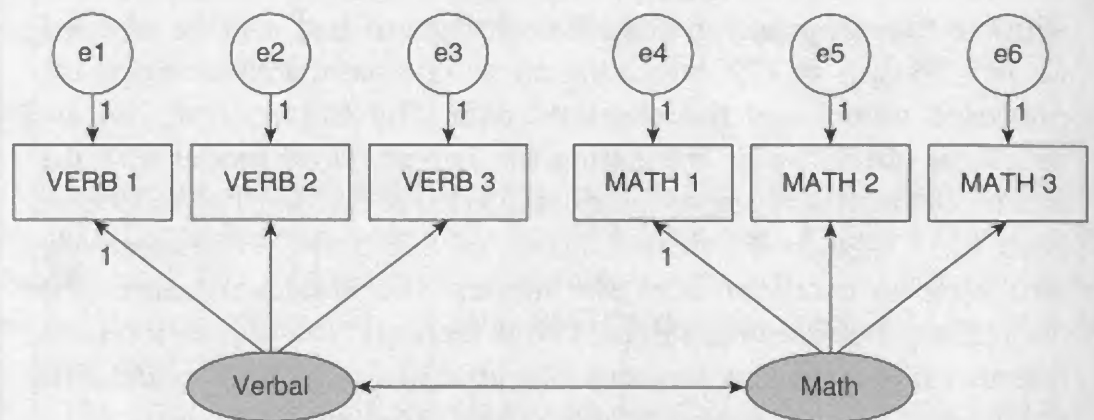 e1 e2 e3 e4 e5 e6
1 1 1 1 1 1
VERB 1 VERB 2 VERB 3 MATH 1 MATH 2 MATH 3
1 1
Verbal Math